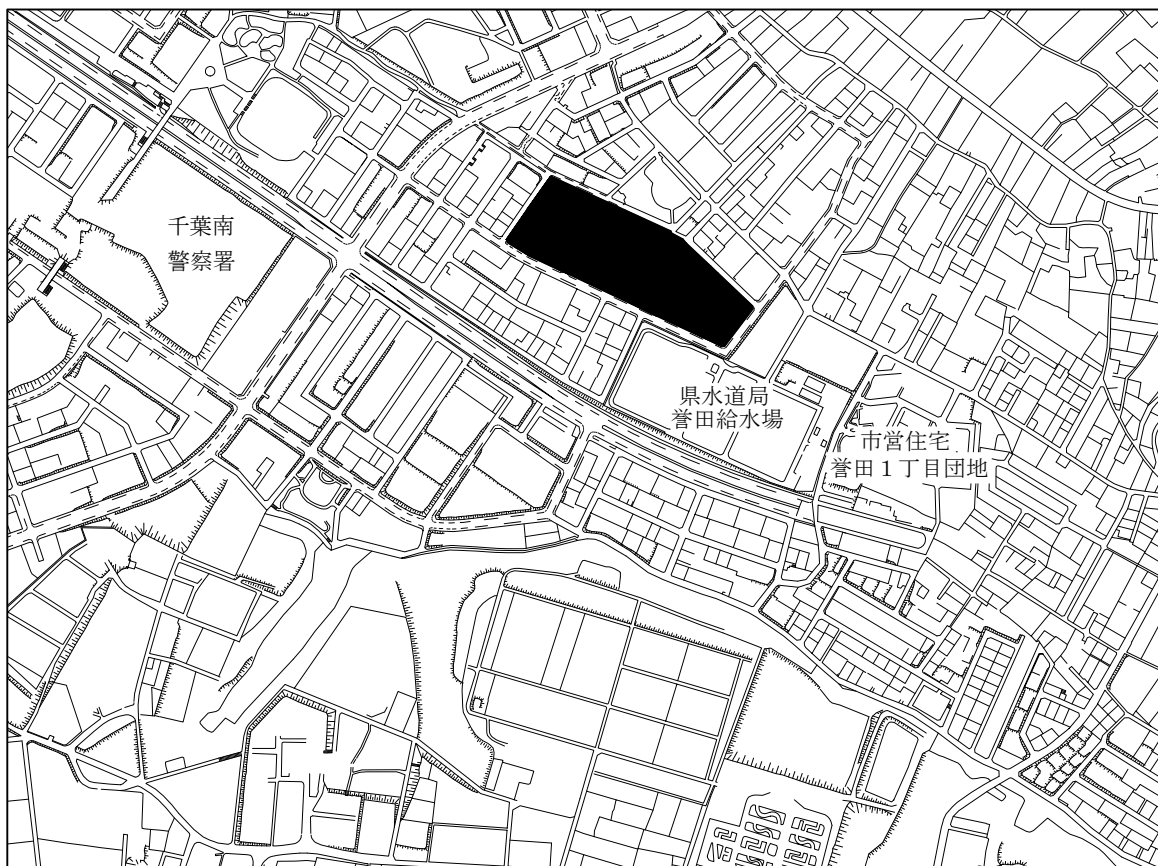 千葉南
警察署
県水道局
誉田給水場
市営住宅
誉田１丁目団地